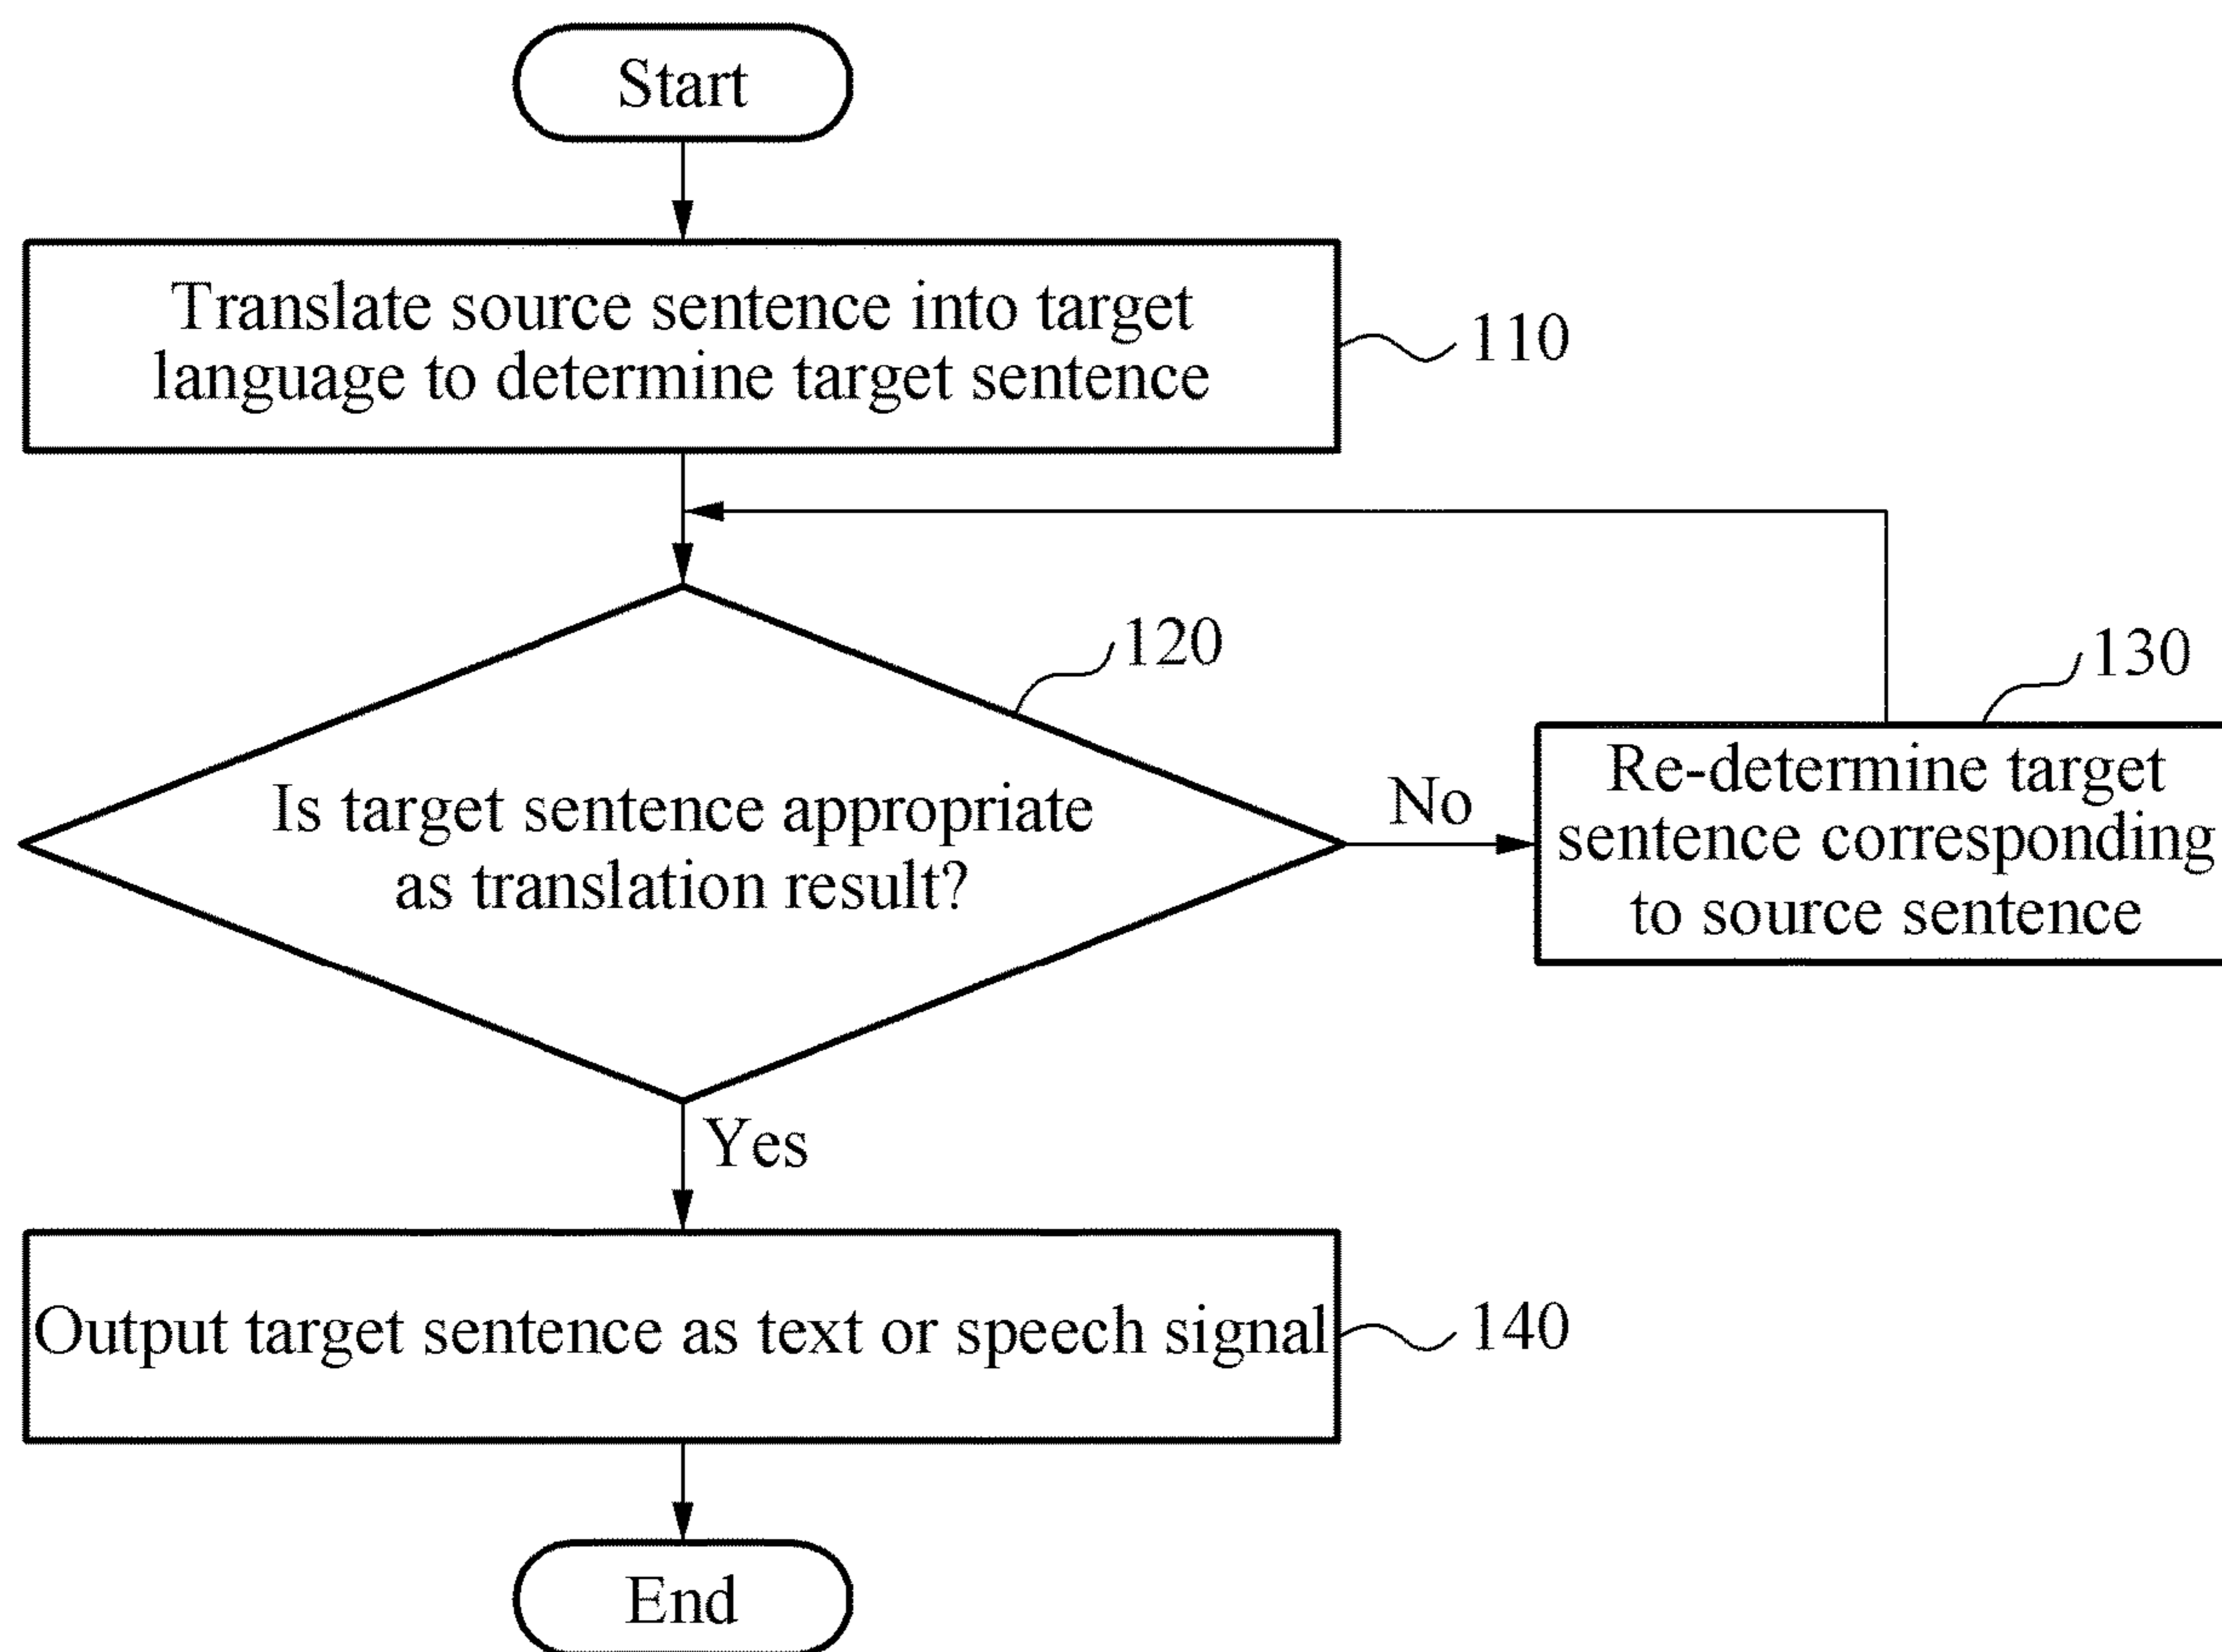 Start
Translate source sentence into target
language to determine target sentence
110
120
130
Is target sentence appropriate
as translation result?
No
Re-determine target
sentence corresponding
to source sentence
Yes
Output target sentence as text or speech signal
140
End